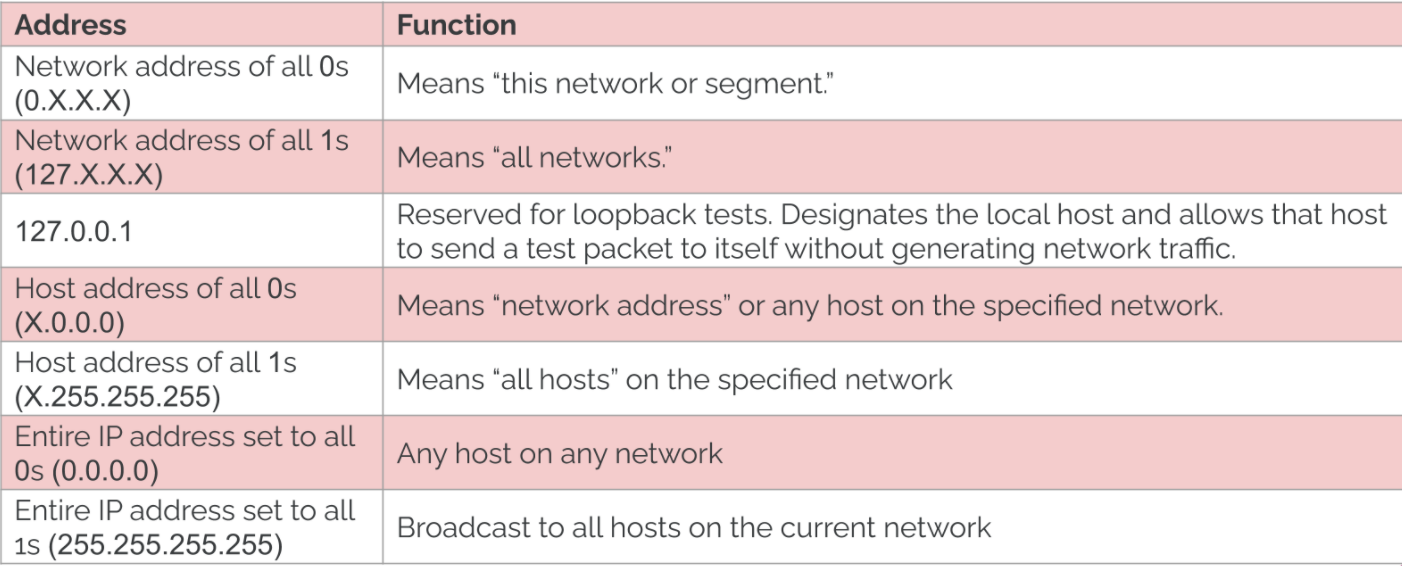 Address
Function
Network address of all 0s
(0.X.X.X)
Means “this network or segment.”
Network address of all 1s
(127.X.X.X)
Means “all networks.”
127.0.0.1
Reserved for loopback tests. Designates the local host and allows that host
to send a test packet to itself without generating network traffic.
Host address of all 0s
(X.0.0.0)
Means “network address” or any host on the specified network.
Host address of all 1s
(X.255.255.255)
Means “all hosts” on the specified network
Entire IP address set to all
0s (0.0.0.0)
Any host on any network
Entire IP address set to all
1s (255.255.255.255)
Broadcast to all hosts on the current network